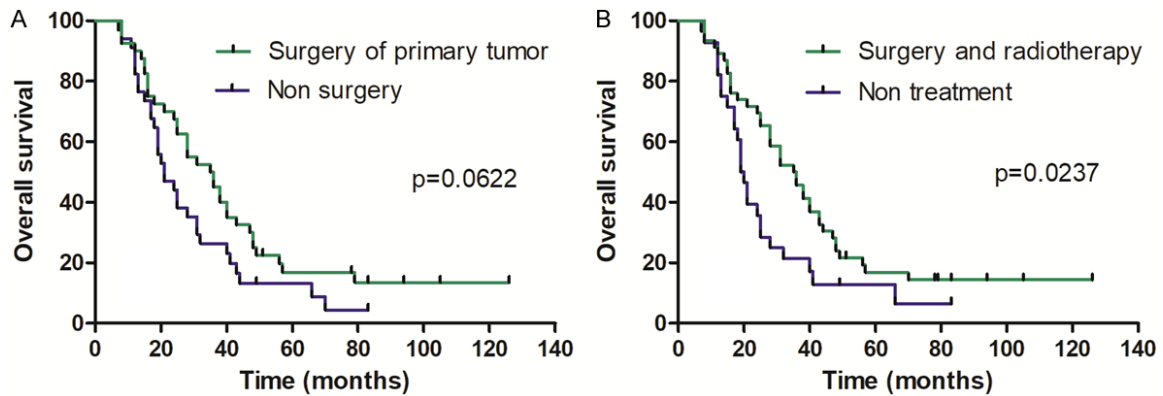 A
100
80
60
40
20
0
Overall survival
Surgery of primary tumor
Non surgery
p=0.0622
0 20 40 60 80 100 120 140
Time (months)
B
100
80
60
40
20
0
Overall survival
Surgery and radiotherapy
Non treatment
p=0.0237
0 20 40 60 80 100 120 140
Time (months)